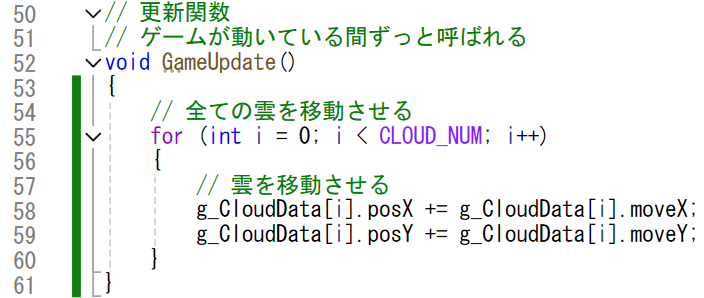 50 // 更新関数
51 // ゲームが動いている間ずっと呼ばれる
52 void GameUpdate()
53 {
54 // 全ての雲を移動させる
55 for (int i = 0; i < CLOUD_NUM; i++)
56 {
57 // 雲を移動させる
58 g_CloudData[i].posX += g_CloudData[i].moveX;
59 g_CloudData[i].posY += g_CloudData[i].moveY;
60 }
61 }